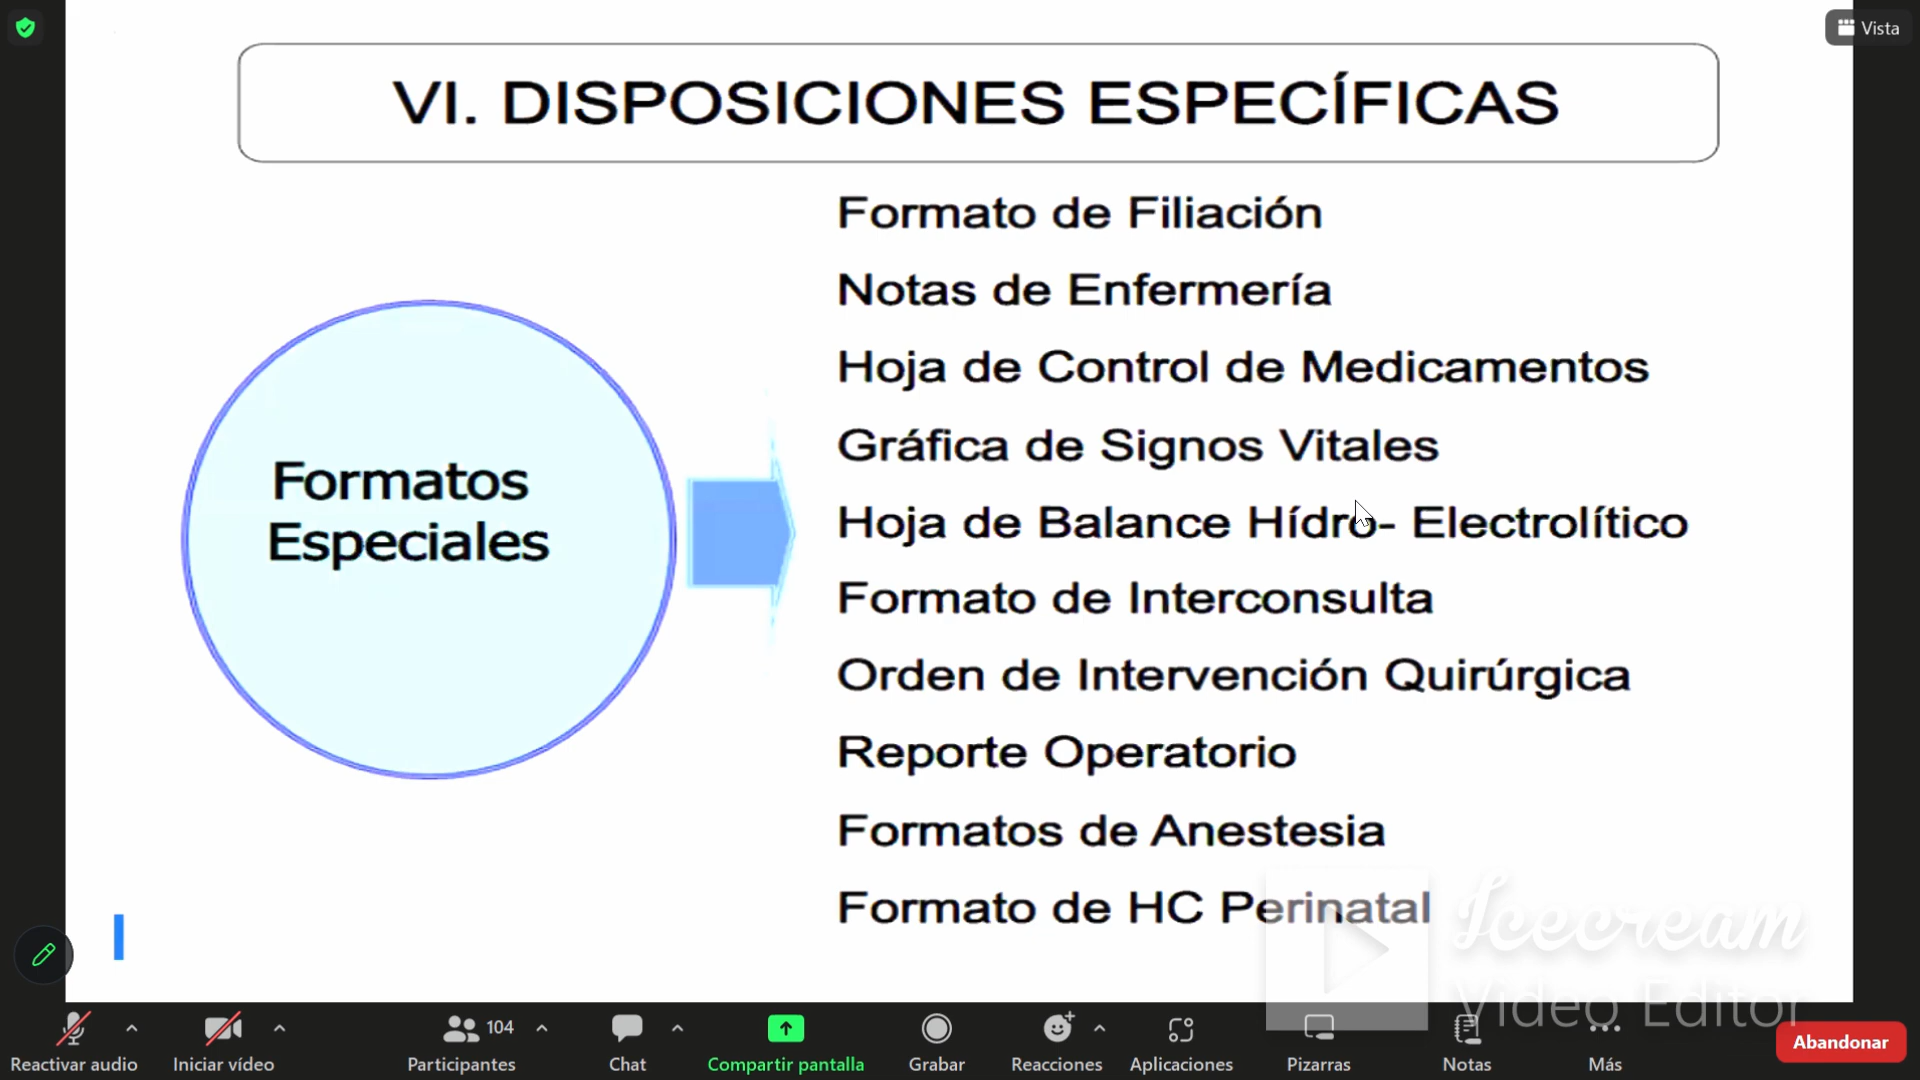 Vista
VI. DISPOSICIONES ESPECÍFICAS
Formatos
Especiales
Formato de Filiación
Notas de Enfermería
Hoja de Control de Medicamentos
Gráfica de Signos Vitales
Hoja de Balance Hídro- Electrolítico
Formato de Interconsulta
Orden de Intervención Quirúrgica
Reporte Operatorio
Formatos de Anestesia
Formato de HC Perinatal
Icecream
Video Editor
104
Reactivar audio
Iniciar vídeo
Participantes
Chat
Compartir pantalla
Grabar
Reacciones
Aplicaciones
Pizarras
Notas
Más
Abandonar